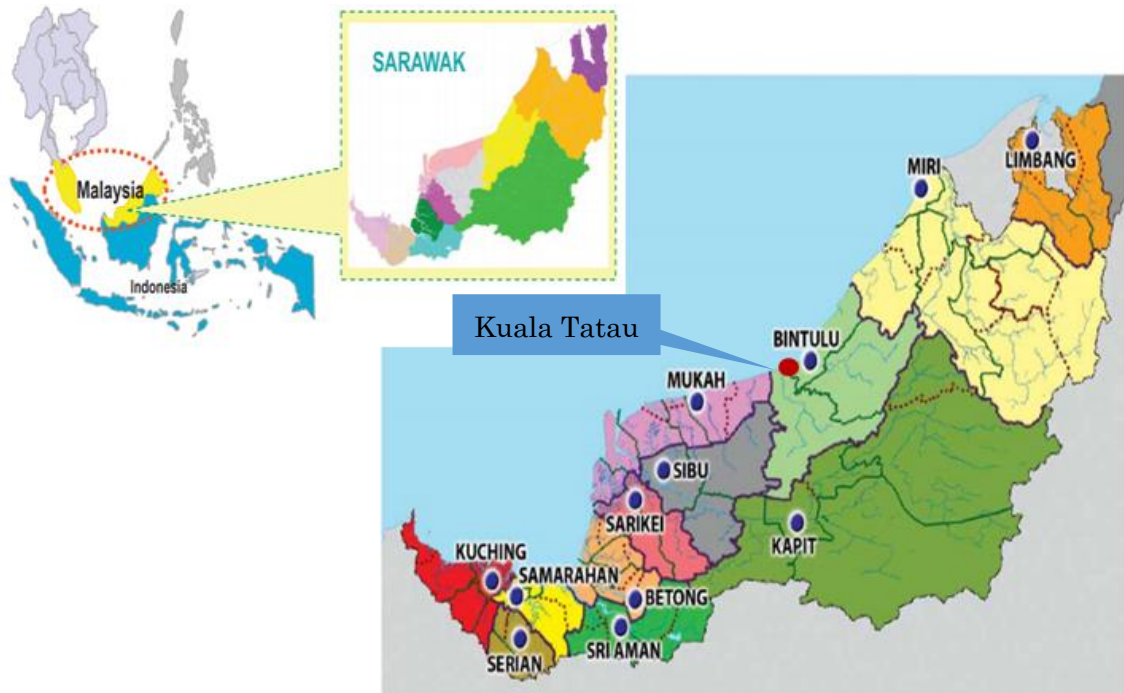 SARAWAK
Malaysia
Indonesia
LIMBANG
MIRI
Kuala Tatau
BINTULU
MUKAH
SIBU
SARIKEI
KAPIT
KUCHING
SAMARAHAN
BETONG
SRI AMAN
SERIAN